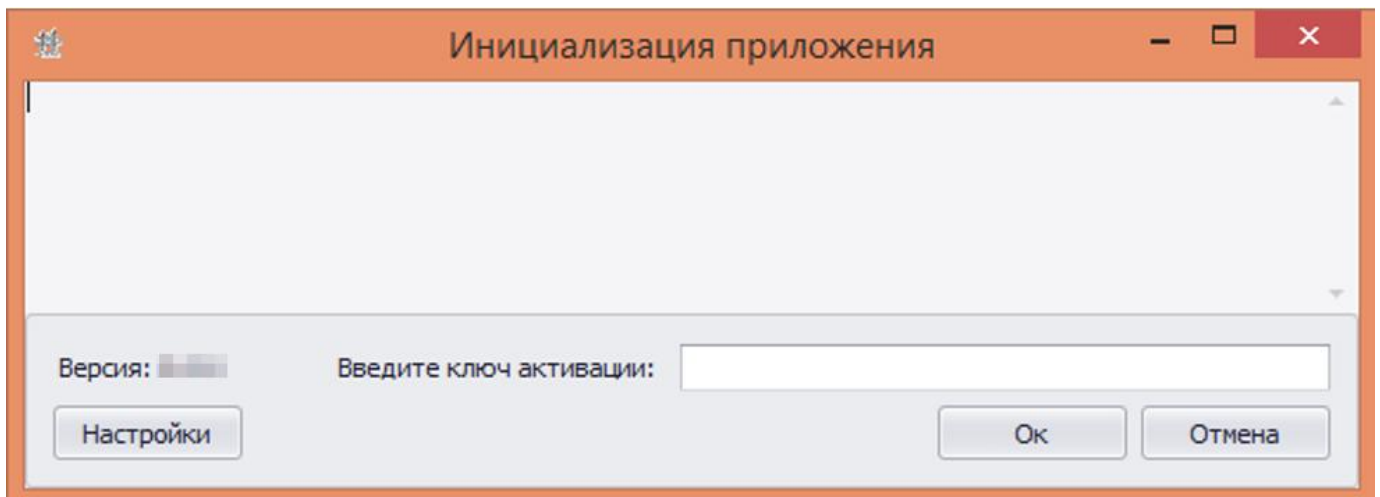 Инициализация приложения
Версия: Введите ключ активации:
Настройки Ок Отмена